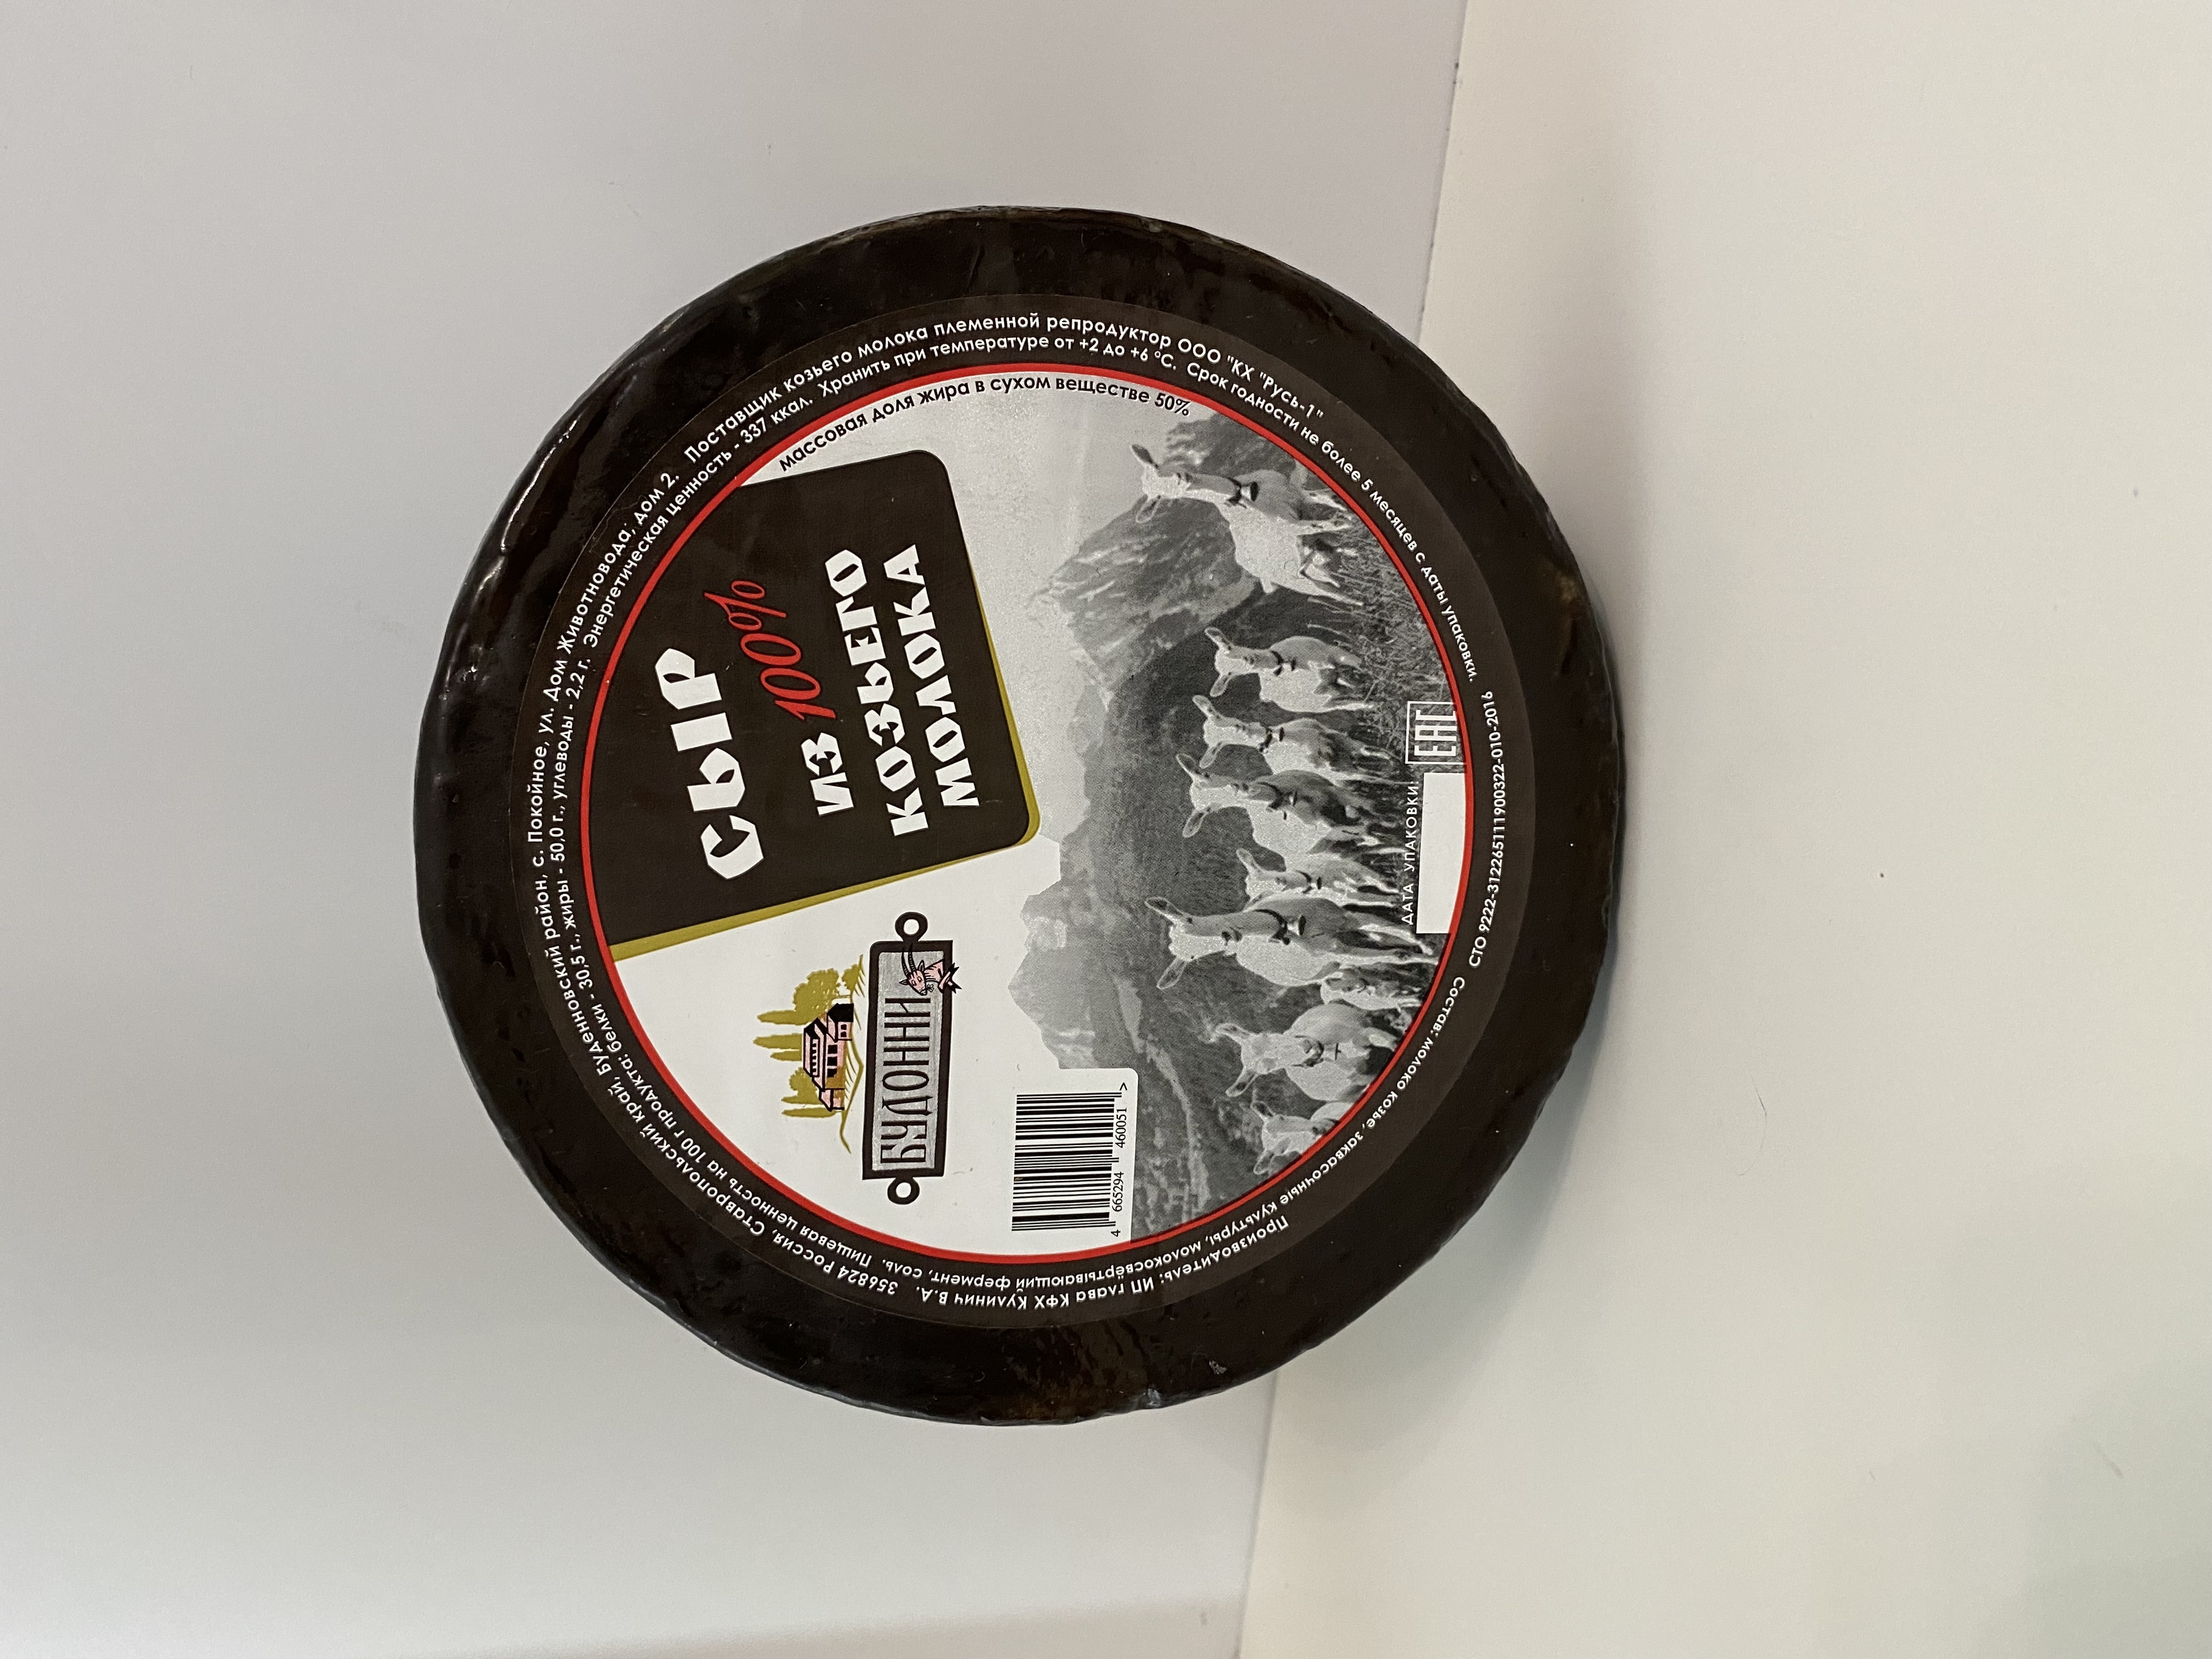 СЫР
ИЗ 100%
КОЗЬЕГО
МОЛОКА
массовая доля жира в сухом веществе 50%
БУДОННИ
4 665294 460051 >
ДАТА УПАКОВКИ:
ЕАС
Производитель: ИП глава КФХ Кулинич В.А. 356824 Россия, Ставропольский край, Буденновский район, с. Покойное, ул. Дом Животновода, дом 2. Поставщик козьего молока племенной репродуктор ООО "КХ "Русь-1"
Состав: молоко козье, заквасочные культуры, молокосвёртывающий фермент, соль. Пищевая ценность на 100 г продукта: белки - 30,5 г., жиры - 50,0 г., углеводы - 2,2 г. Энергетическая ценность - 337 ккал. Хранить при температуре от +2 до +6 °С. Срок годности не более 5 месяцев с даты упаковки.
СТО 9222-312265111900322-010-2016